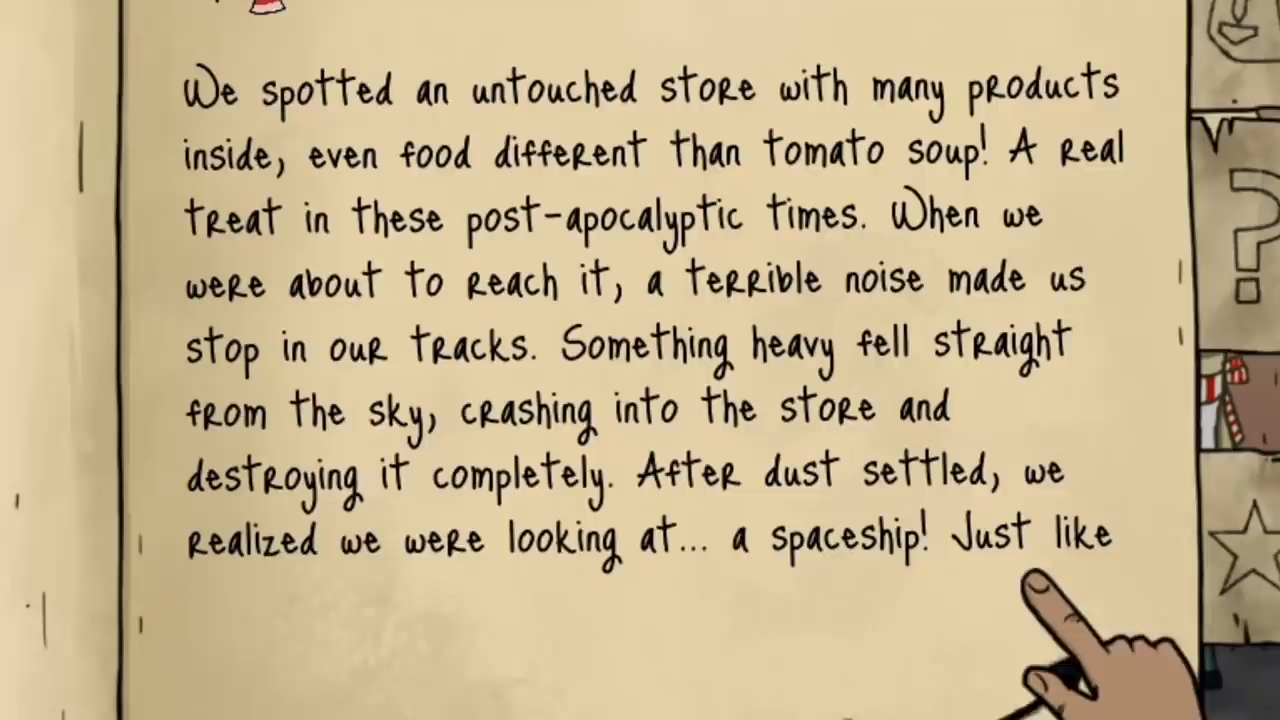 We spotted an untouched store with many products
inside, even food different than tomato soup! A real
treat in these post-apocalyptic times. When we
were about to reach it, a terrible noise made us
stop in our tracks. Something heavy fell straight
from the sky, crashing into the store and
destroying it completely. After dust settled, we
realized we were looking at... a spaceship! Just like
?